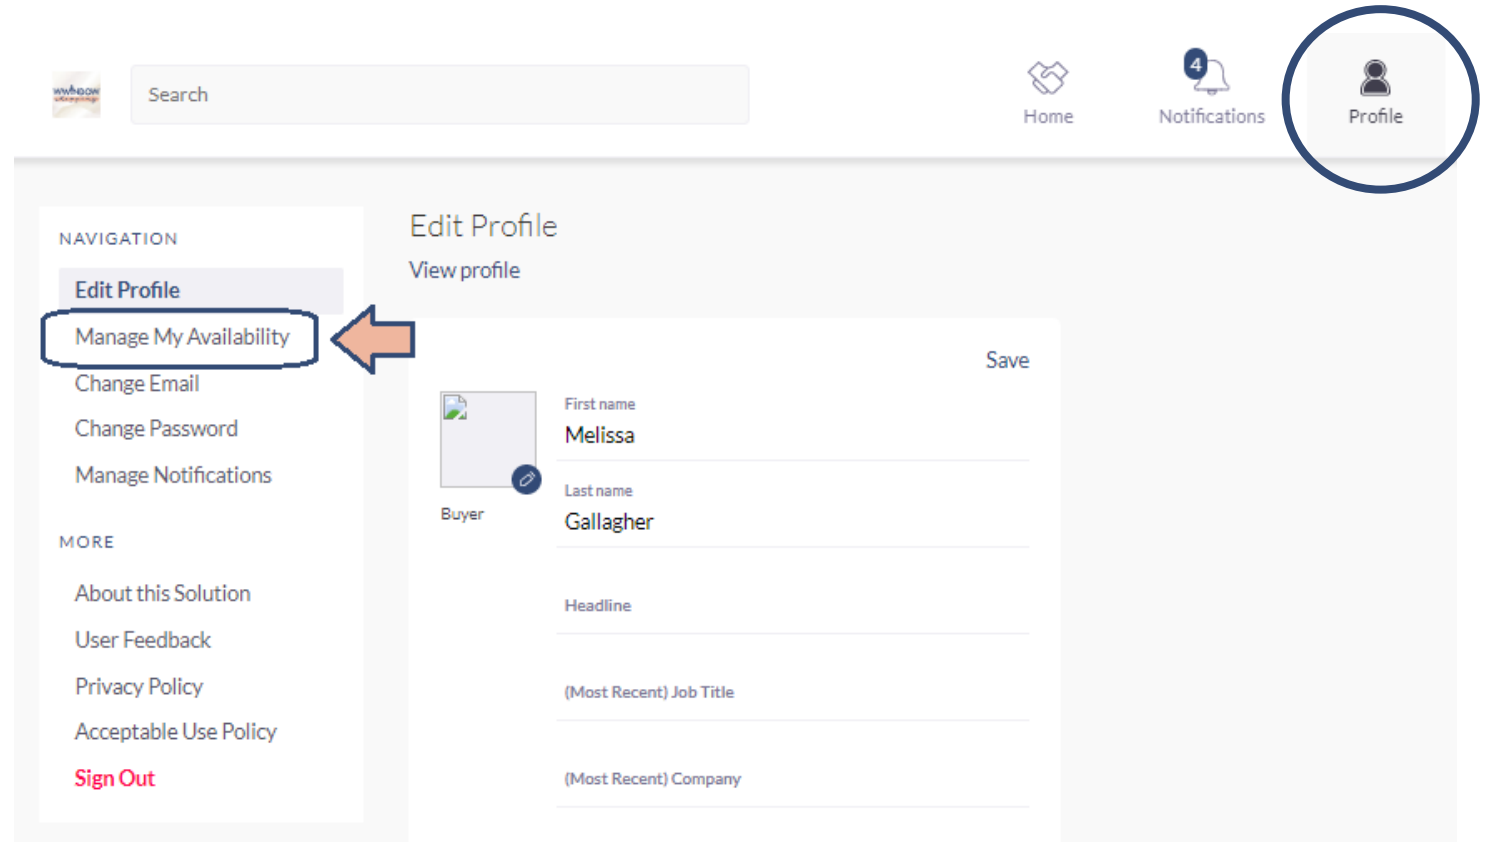 Search
Home
4
Notifications
Profile
NAVIGATION
Edit Profile
Manage My Availability
Change Email
Change Password
Manage Notifications
MORE
About this Solution
User Feedback
Privacy Policy
Acceptable Use Policy
Sign Out
Edit Profile
View profile
Save
Buyer
First name
Melissa
Last name
Gallagher
Headline
(Most Recent) Job Title
(Most Recent) Company